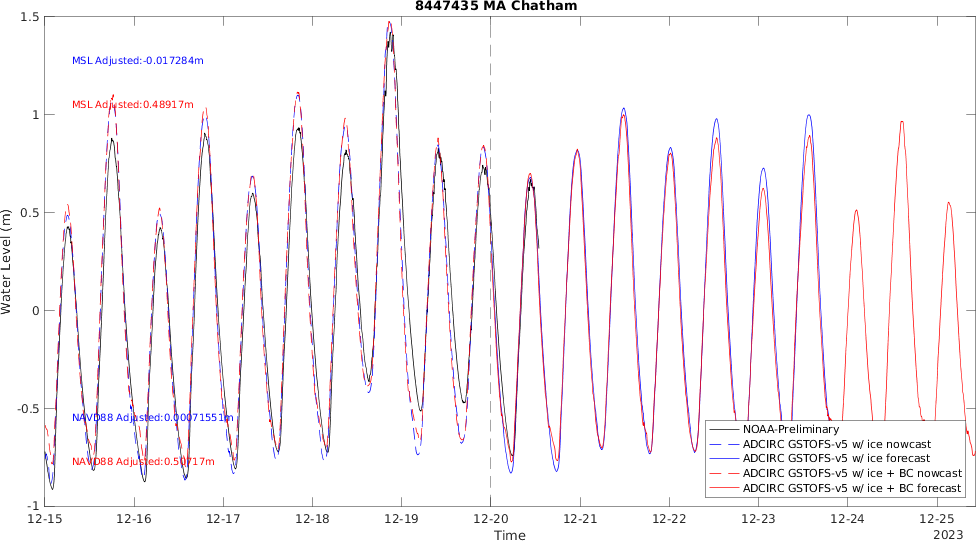 8447435 MA Chatham
1.5
1
0.5
0
-0.5
-1
Water Level (m)
MSL Adjusted:-0.017284m
MSL Adjusted:0.48917m
NAVD88 Adjusted:0.00071551m
NAVD88 Adjusted:0.50717m
NOAA-Preliminary
ADCIRC GSTOFS-v5 w/ ice nowcast
ADCIRC GSTOFS-v5 w/ ice forecast
ADCIRC GSTOFS-v5 w/ ice + BC nowcast
ADCIRC GSTOFS-v5 w/ ice + BC forecast
12-15 12-16 12-17 12-18 12-19 12-20 12-21 12-22 12-23 12-24 12-25
Time
2023